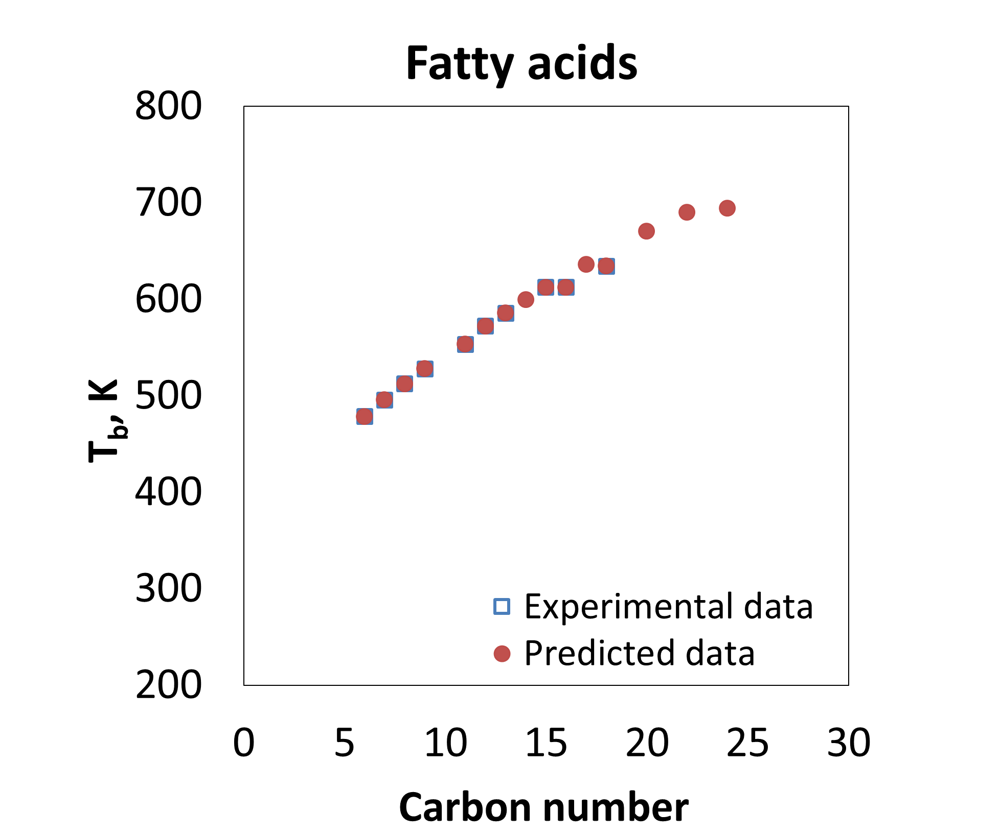 Fatty acids
800
700
600
500
400
300
200
T_b, K
0 5 10 15 20 25 30
Carbon number
Experimental data
Predicted data